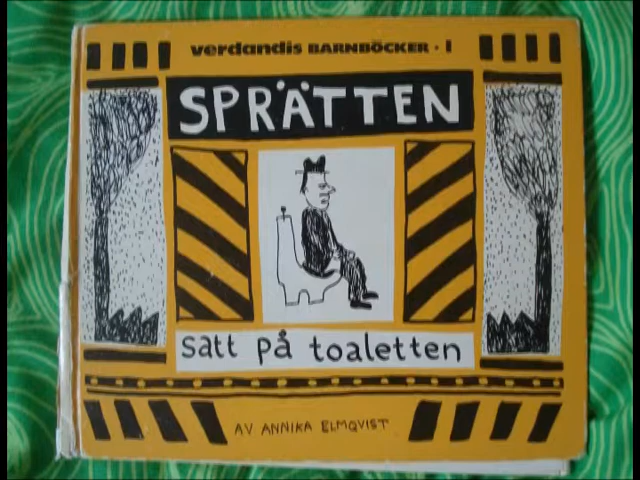 verdandis BARNBÖCKER · 1
SPRÄTTEN
satt på toaletten
AV ANNIKA ELMQVIST